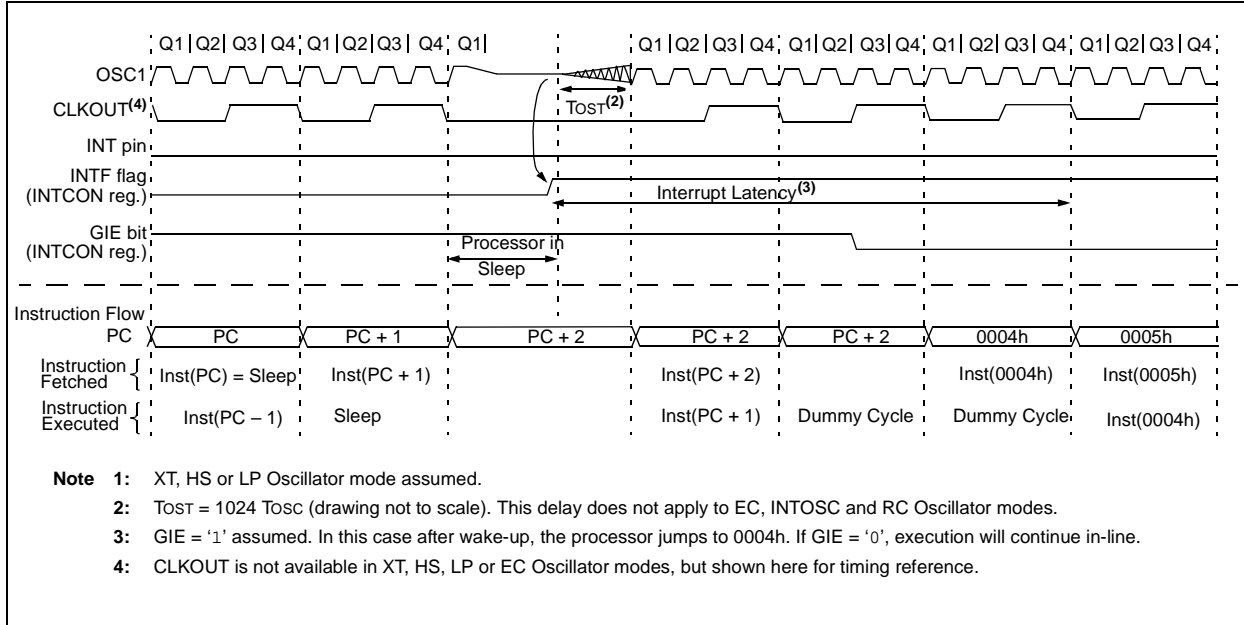 Q1 Q2 Q3 Q4 Q1 Q2 Q3 Q4 Q1 Q1 Q2 Q3 Q4 Q1 Q2 Q3 Q4 Q1 Q2 Q3 Q4 Q1 Q2 Q3 Q4
OSC1
TOST(2)
CLKOUT(4)
INT pin
INTF flag
(INTCON reg.)
Interrupt Latency(3)
GIE bit
(INTCON reg.)
Processor in
Sleep
Instruction Flow
PC PC PC + 1 PC + 2 PC + 2 PC + 2 0004h 0005h
Instruction
Fetched
Inst(PC) = Sleep Inst(PC + 1) Inst(PC + 2) Inst(0004h) Inst(0005h)
Instruction
Executed
Inst(PC – 1) Sleep Inst(PC + 1) Dummy Cycle Dummy Cycle Inst(0004h)
Note 1: XT, HS or LP Oscillator mode assumed.
2: TOST = 1024 TOSC (drawing not to scale). This delay does not apply to EC, INTOSC and RC Oscillator modes.
3: GIE = ‘1’ assumed. In this case after wake-up, the processor jumps to 0004h. If GIE = ‘0’, execution will continue in-line.
4: CLKOUT is not available in XT, HS, LP or EC Oscillator modes, but shown here for timing reference.